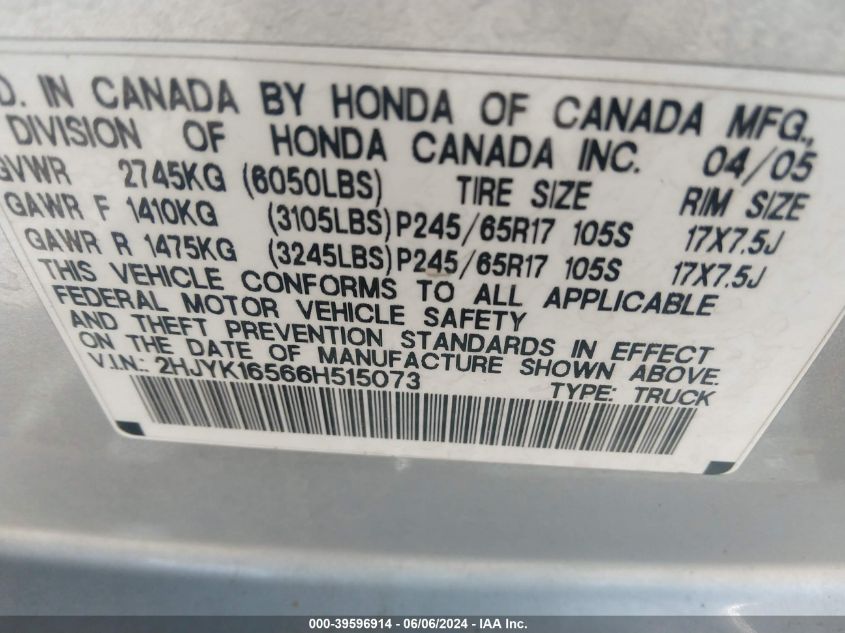 D. IN CANADA BY HONDA OF CANADA MFG.,
DIVISION OF HONDA CANADA INC. 04/05
GVWR 2745KG (6050LBS) TIRE SIZE RIM SIZE
GAWR F 1410KG (3105LBS) P245/65R17 105S 17X7.5J
GAWR R 1475KG (3245LBS) P245/65R17 105S 17X7.5J
THIS VEHICLE CONFORMS TO ALL APPLICABLE
FEDERAL MOTOR VEHICLE SAFETY
AND THEFT PREVENTION STANDARDS IN EFFECT
ON THE DATE OF MANUFACTURE SHOWN ABOVE.
V.I.N.: 2HJYK16566H515073 TYPE: TRUCK
000-39596914 - 06/06/2024 - IAA Inc.